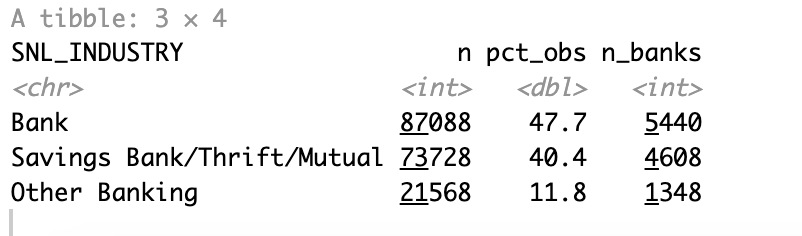 A tibble: 3 × 4
SNL_INDUSTRY n pct_obs n_banks
<chr> <int> <dbl> <int>
Bank 87088 47.7 5440
Savings Bank/Thrift/Mutual 73728 40.4 4608
Other Banking 21568 11.8 1348